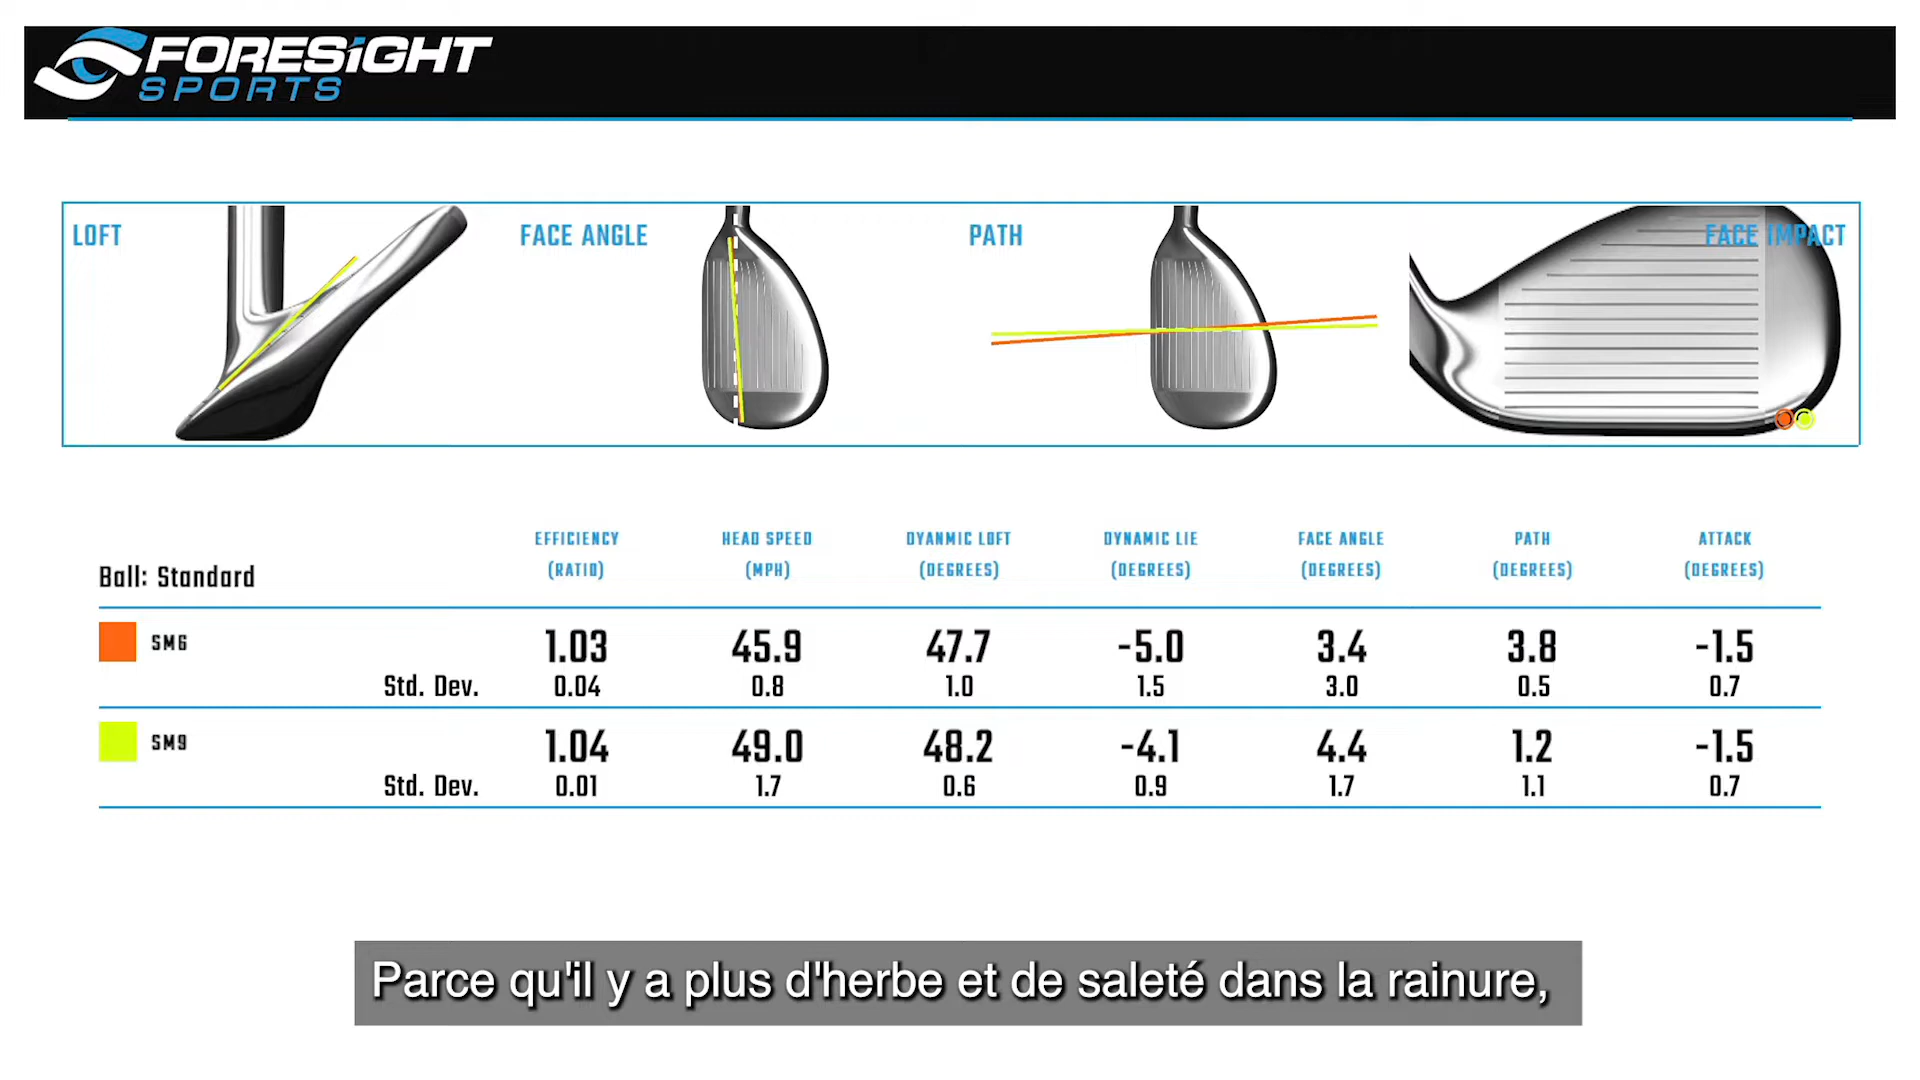 FORESiGHT
SPORTS
LOFT
FACE ANGLE
PATH
FACE IMPACT
EFFICIENCY HEAD SPEED DYANMIC LOFT DYNAMIC LIE FACE ANGLE PATH ATTACK
(RATIO) (MPH) (DEGREES) (DEGREES) (DEGREES) (DEGREES) (DEGREES)
Ball: Standard
SM6 1.03 45.9 47.7 -5.0 3.4 3.8 -1.5
Std. Dev. 0.04 0.8 1.0 1.5 3.0 0.5 0.7
SM9 1.04 49.0 48.2 -4.1 4.4 1.2 -1.5
Std. Dev. 0.01 1.7 0.6 0.9 1.7 1.1 0.7
Parce qu'il y a plus d'herbe et de saleté dans la rainure,